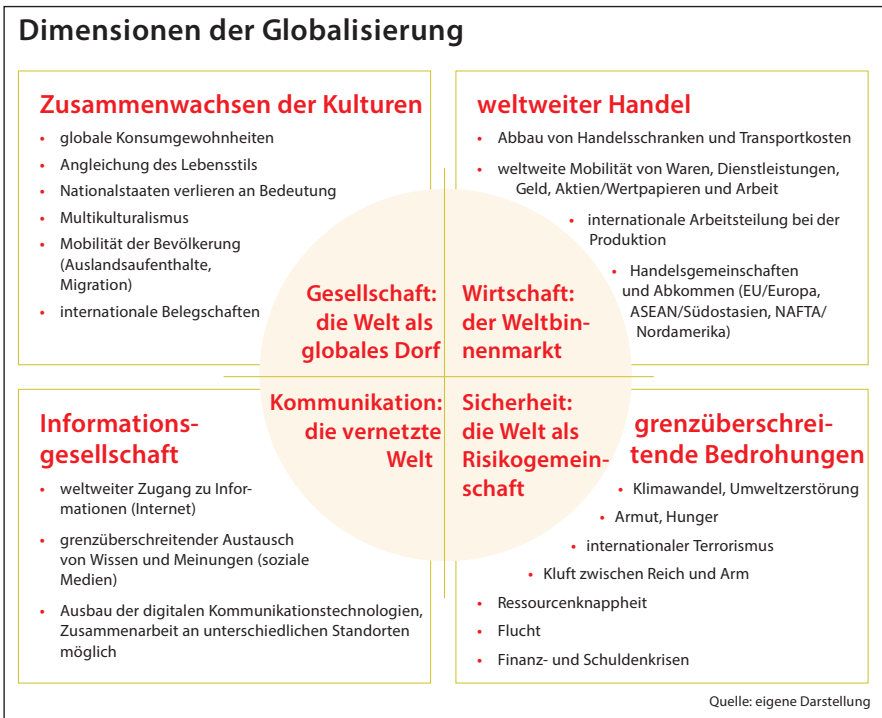 Dimensionen der Globalisierung
Zusammenwachsen der Kulturen
• globale Konsumgewohnheiten
• Angleichung des Lebensstils
• Nationalstaaten verlieren an Bedeutung
• Multikulturalismus
• Mobilität der Bevölkerung
(Auslandsaufenthalte,
Migration)
• internationale Belegschaften
Gesellschaft:
die Welt als
globales Dorf
weltweiter Handel
• Abbau von Handelsschranken und Transportkosten
• weltweite Mobilität von Waren, Dienstleistungen,
Geld, Aktien/Wertpapieren und Arbeit
• internationale Arbeitsteilung bei der
Produktion
• Handelsgemeinschaften
und Abkommen (EU/Europa,
ASEAN/Südostasien, NAFTA/
Nordamerika)
Wirtschaft:
der Weltbin-
nenmarkt
Kommunikation:
die vernetzte
Welt
Informations-
gesellschaft
• weltweiter Zugang zu Infor-
mationen (Internet)
• grenzüberschreitender Austausch
von Wissen und Meinungen (soziale
Medien)
• Ausbau der digitalen Kommunikationstechnologien,
Zusammenarbeit an unterschiedlichen Standorten
möglich
Sicherheit:
die Welt als
Risikogemein-
schaft
grenzüberschrei-
tende Bedrohungen
• Klimawandel, Umweltzerstörung
• Armut, Hunger
• internationaler Terrorismus
• Kluft zwischen Reich und Arm
• Ressourcenknappheit
• Flucht
• Finanz- und Schuldenkrisen
Quelle: eigene Darstellung